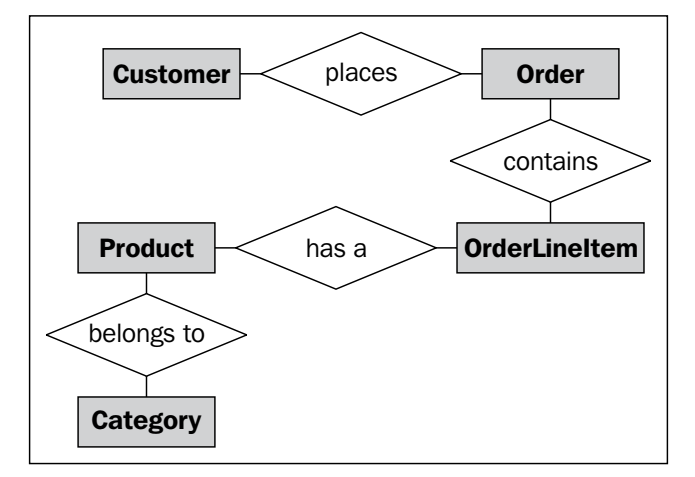 Customer
places
Order
contains
Product
has a
OrderLineItem
belongs to
Category